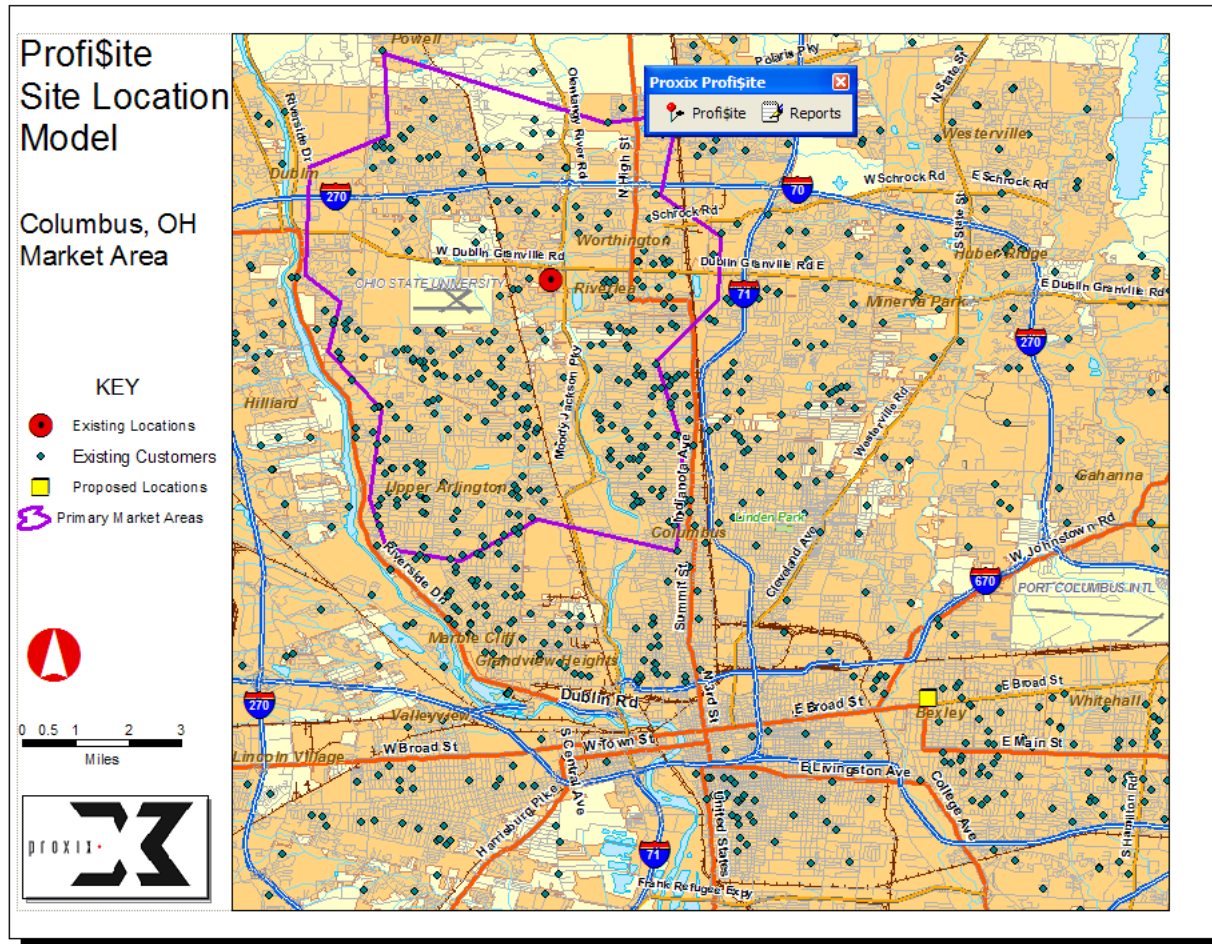 Profi$ite
Site Location
Model
Columbus, OH
Market Area
KEY
Existing Locations
Existing Customers
Proposed Locations
Primary Market Areas
0 0.5 1 2 3
Miles
proxix
Powell
Polaris Pky
N State St
Proxix Profi$ite
Profi$ite
Reports
Olentangy River Rd
Riverside Dr
N High St
Westerville
Dublin
270
70
W Schrock Rd
E Schrock Rd
Schrock Rd
S State St
Worthington
W Dublin Granville Rd
Dublin Granville Rd E
Huber Ridge
OHIO STATE UNIVERSITY
Riverlea
71
Minerva Park
E Dublin Granville Rd
270
Moody Jackson Pky
Hilliard
Westerville Rd
Indianola Ave
Gahanna
Upper Arlington
Linden Park
Columbus
W Johnstown Rd
Cleveland Ave
Riverside Dr
670
PORT COLUMBUS INTL
Summit St
Marble Cliff
Grandview Heights
Dublin Rd
N 3rd St
E Broad St
E Broad St
Whitehall
270
Valleyview
Bexley
W Town St
W Broad St
E Main St
Lincoln Village
S Central Ave
E Livingston Ave
College Ave
S Hamilton Rd
Harrisburg Pike
United States
71
Frank Refugee Expy